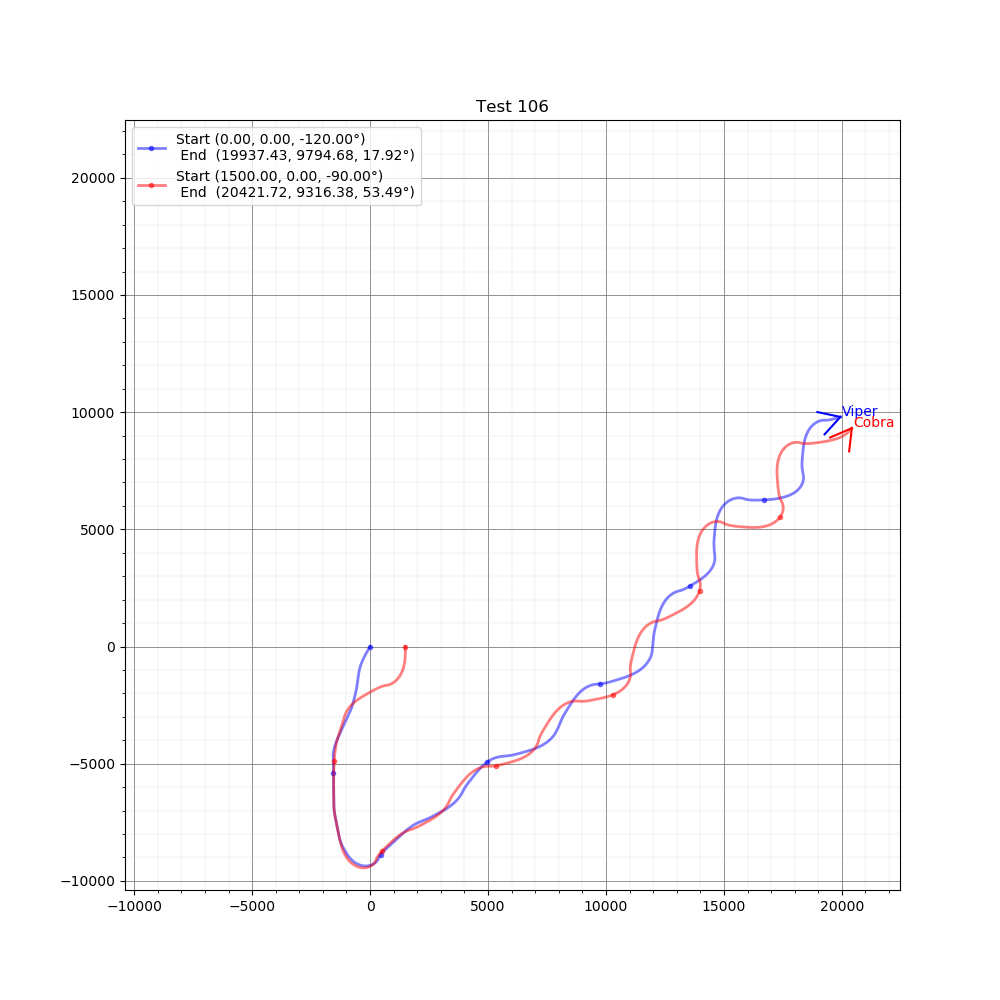 Test 106
Start (0.00, 0.00, -120.00°)
End  (19937.43, 9794.68, 17.92°)
Start (1500.00, 0.00, -90.00°)
End  (20421.72, 9316.38, 53.49°)
20000
15000
10000
5000
0
−5000
−10000
Viper
Cobra
−10000 −5000 0 5000 10000 15000 20000